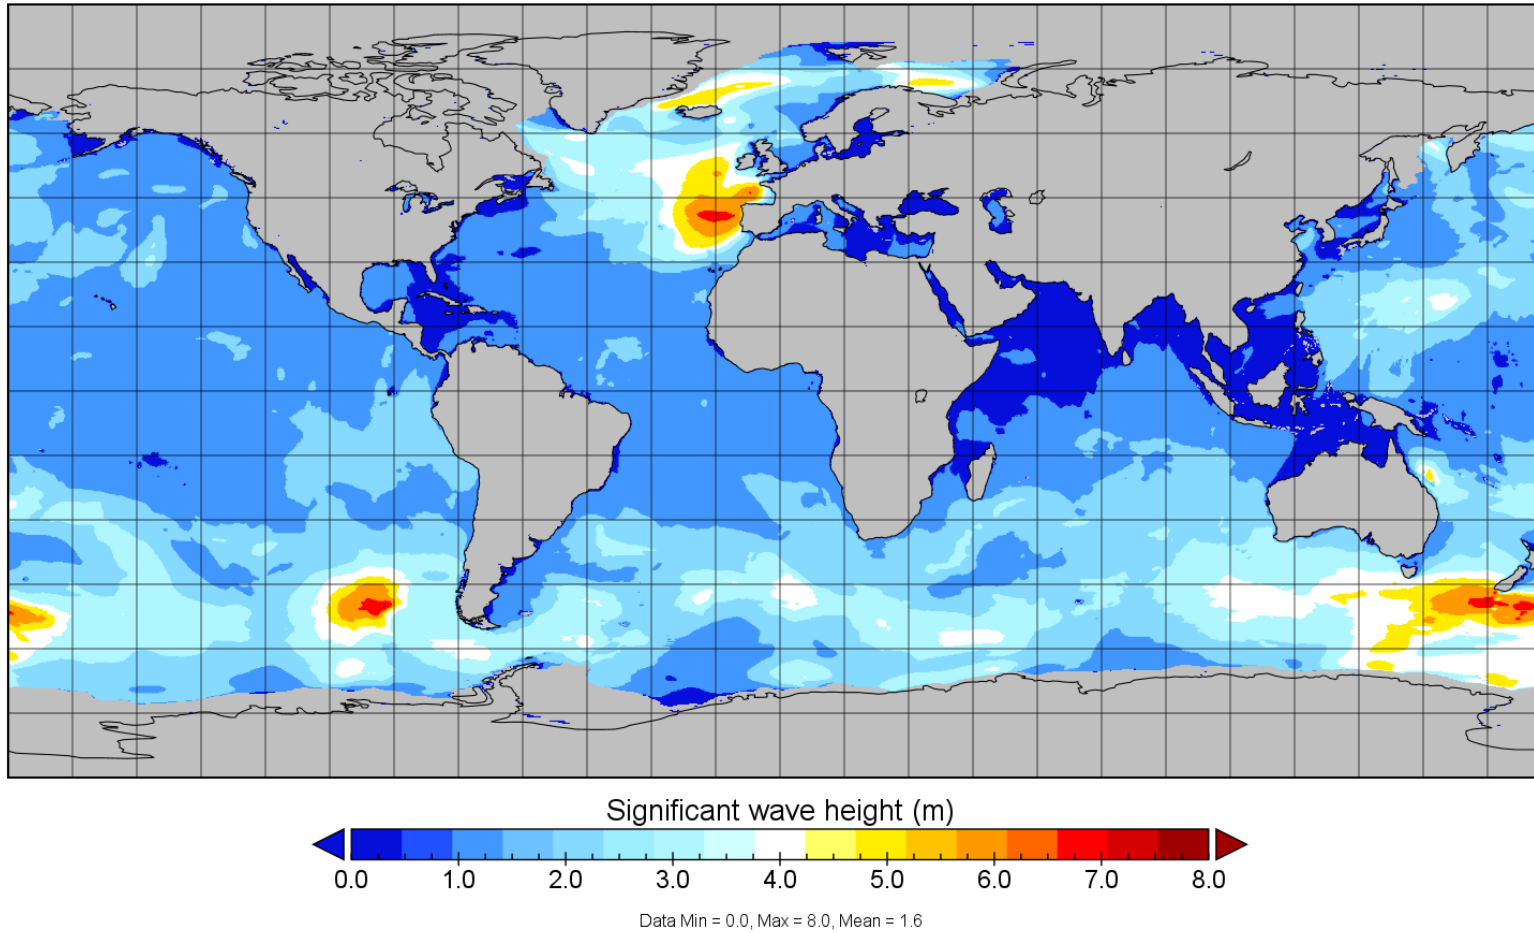 Significant wave height (m)
0.0 1.0 2.0 3.0 4.0 5.0 6.0 7.0 8.0
Data Min = 0.0, Max = 8.0, Mean = 1.6